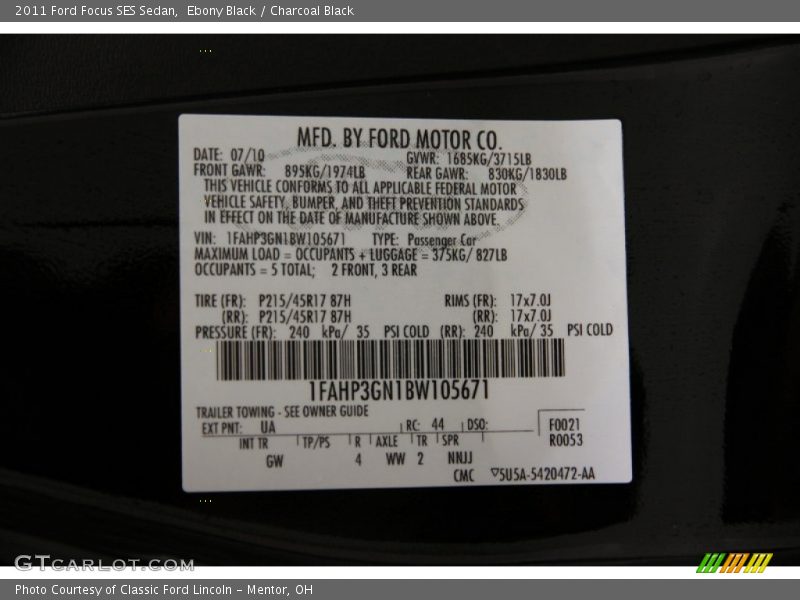 2011 Ford Focus SES Sedan,  Ebony Black / Charcoal Black
MFD. BY FORD MOTOR CO.
DATE: 07/10 GVWR: 1685KG/3715LB
FRONT GAWR: 895KG/1974LB REAR GAWR: 830KG/1830LB
THIS VEHICLE CONFORMS TO ALL APPLICABLE FEDERAL MOTOR
VEHICLE SAFETY, BUMPER, AND THEFT PREVENTION STANDARDS
IN EFFECT ON THE DATE OF MANUFACTURE SHOWN ABOVE.
VIN: 1FAHP3GN1BW105671 TYPE: Passenger Car
MAXIMUM LOAD = OCCUPANTS + LUGGAGE = 375KG/ 827LB
OCCUPANTS = 5 TOTAL; 2 FRONT, 3 REAR
TIRE (FR): P215/45R17 87H RIMS (FR): 17x7.0J
(RR): P215/45R17 87H (RR): 17x7.0J
PRESSURE (FR): 240 kPa/ 35 PSI COLD (RR): 240 kPa/ 35 PSI COLD
1FAHP3GN1BW105671
TRAILER TOWING - SEE OWNER GUIDE
EXT PNT: UA RC: 44 DSO: F0021
INT TR TP/PS R AXLE TR SPR R0053
GW 4 WW 2 NNJJ
CMC ▽5U5A-5420472-AA
GTCARLOT.COM
Photo Courtesy of Classic Ford Lincoln - Mentor, OH